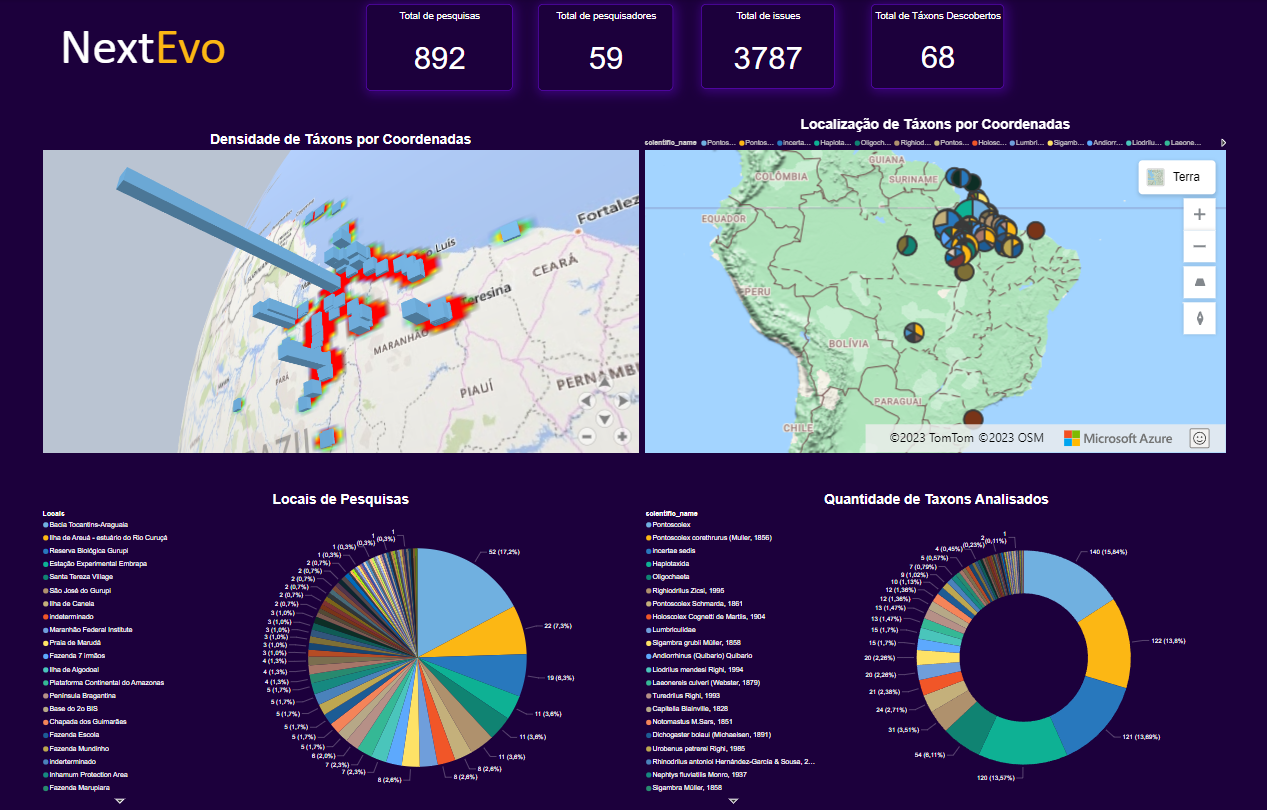 NextEvo
Total de pesquisas
892
Total de pesquisadores
59
Total de issues
3787
Total de Táxons Descobertos
68
Densidade de Táxons por Coordenadas
Fortalez
CEARÁ
eresina
MARANHÃO
PIAUÍ
PERNAMB
PARÁ
Localização de Táxons por Coordenadas
scientific_name
Pontos...
Pontos...
Incerta...
Haplota...
Oligoch...
Righiod...
Pontos...
Holosc...
Lumbri...
Sigamb...
Andiorr...
Liodrilu...
Laeone...
GUIANA
COLÔMBIA
SURINAME
EQUADOR
PERU
BOLÍVIA
PARAGUAI
CHILE
Terra
©2023 TomTom ©2023 OSM
Microsoft Azure
Locais de Pesquisas
Locais
Bacia Tocantins-Araguaia
Ilha de Areuá - estuário do Rio Curuçá
Reserva Biológica Gurupi
Estação Experimental Embrapa
Santa Tereza Village
São José do Gurupi
Ilha de Canela
Indeterminado
Maranhão Federal Institute
Praia de Marudá
Fazenda 7 irmãos
Ilha de Algodoal
Plataforma Continental do Amazonas
Península Bragantina
Base do 2o BIS
Chapada dos Guimarães
Fazenda Escola
Fazenda Mundinho
Inderterminado
Inhamum Protection Area
Fazenda Marupiara
52 (17,2%)
22 (7,3%)
19 (6,3%)
11 (3,6%)
11 (3,6%)
11 (3,6%)
8 (2,6%)
8 (2,6%)
8 (2,6%)
7 (2,3%)
7 (2,3%)
6 (2,0%)
5 (1,7%)
5 (1,7%)
5 (1,7%)
5 (1,7%)
5 (1,7%)
4 (1,3%)
4 (1,3%)
4 (1,3%)
3 (1,0%)
3 (1,0%)
3 (1,0%)
3 (1,0%)
3 (1,0%)
2 (0,7%)
2 (0,7%)
2 (0,7%)
2 (0,7%)
2 (0,7%)
1 (0,3%)
1 (0,3%)
1 (0,3%)
1 (0,3%)
1
Quantidade de Taxons Analisados
scientific_name
Pontoscolex
Pontoscolex corethrurus (Muller, 1856)
Incertae sedis
Haplotaxida
Oligochaeta
Righiodrilus Zicsi, 1995
Pontoscolex Schmarda, 1861
Holoscolex Cognetti de Martiis, 1904
Lumbriculidae
Sigambra grubii Müller, 1858
Andiorrhinus (Quibario) Quibario
Liodrilus mendesi Righi, 1994
Laeonereis culveri (Webster, 1879)
Turedrilus Righi, 1993
Capitella Blainville, 1828
Notomastus M.Sars, 1851
Dichogaster bolaui (Michaelsen, 1891)
Urobenus petrerei Righi, 1985
Rhinodrilus antonioi Hernández-García & Sousa, 2...
Nephtys fluviatilis Monro, 1937
Sigambra Müller, 1858
140 (15,84%)
122 (13,8%)
121 (13,69%)
120 (13,57%)
54 (6,11%)
31 (3,51%)
24 (2,71%)
21 (2,38%)
20 (2,26%)
20 (2,26%)
15 (1,7%)
15 (1,7%)
13 (1,47%)
13 (1,47%)
12 (1,36%)
12 (1,36%)
10 (1,13%)
9 (1,02%)
7 (0,79%)
5 (0,57%)
4 (0,45%)
2 (0,23%)
1 (0,11%)
1